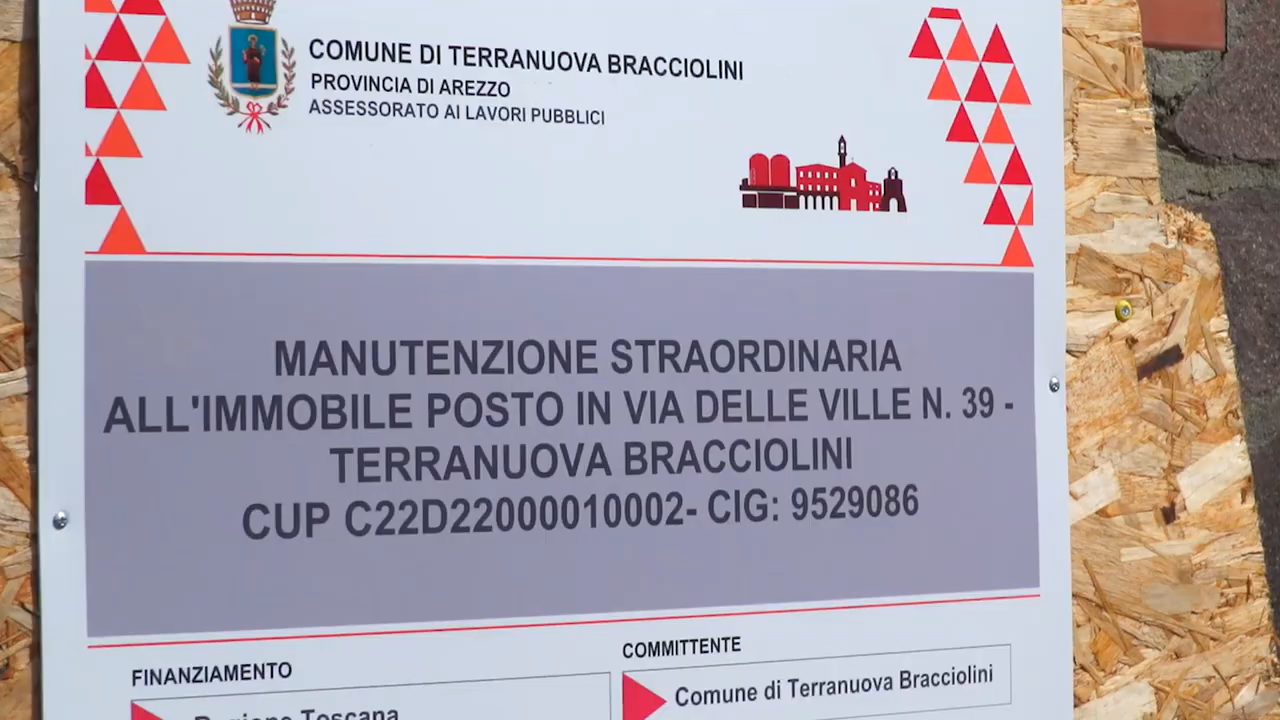 COMUNE DI TERRANUOVA BRACCIOLINI
PROVINCIA DI AREZZO
ASSESSORATO AI LAVORI PUBBLICI
MANUTENZIONE STRAORDINARIA
ALL'IMMOBILE POSTO IN VIA DELLE VILLE N. 39 -
TERRANUOVA BRACCIOLINI
CUP C22D22000010002- CIG: 9529086
FINANZIAMENTO
Regione Toscana
COMMITTENTE
Comune di Terranuova Bracciolini